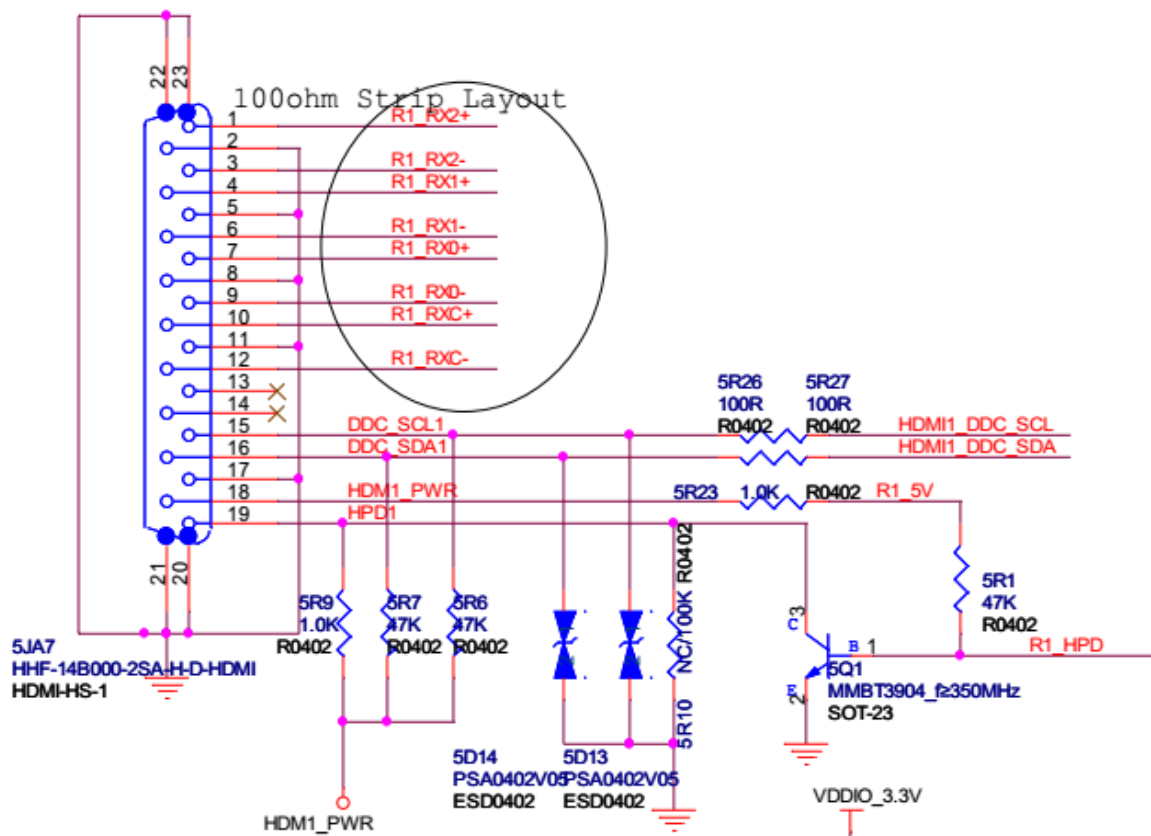 22
23
100ohm Strip Layout
1
R1_RX2+
2
3
R1_RX2-
4
R1_RX1+
5
6
R1_RX1-
7
R1_RX0+
8
9
R1_RX0-
10
R1_RXC+
11
12
R1_RXC-
13
14
5R26
5R27
100R
100R
R0402
R0402
15
DDC_SCL1
HDMI1_DDC_SCL
16
DDC_SDA1
HDMI1_DDC_SDA
17
18
HDM1_PWR
5R23
1.0K
R0402
R1_5V
19
HPD1
21
20
5R9
1.0K
R0402
5R7
47K
R0402
5R6
47K
R0402
NC/100K
R0402
5R10
5R1
47K
R0402
3
C
B
1
R1_HPD
E
2
5Q1
MMBT3904_f≥350MHz
SOT-23
5JA7
HHF-14B000-2SA-H-D-HDMI
HDMI-HS-1
5D14
PSA0402V05
ESD0402
5D13
PSA0402V05
ESD0402
HDM1_PWR
VDDIO_3.3V